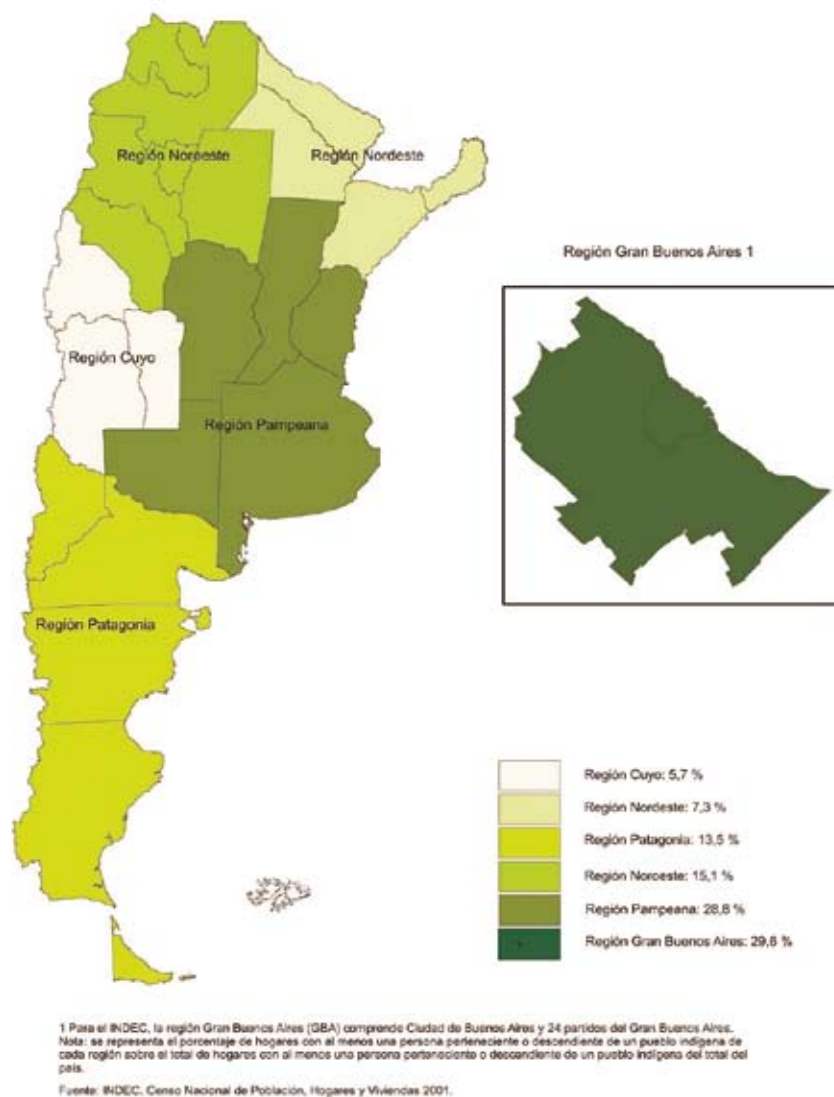 Región Noroeste
Región Nordeste
Región Gran Buenos Aires 1
Región Cuyo
Región Pampeana
Región Patagonia
Región Cuyo: 5,7 %
Región Nordeste: 7,3 %
Región Patagonia: 13,5 %
Región Noroeste: 15,1 %
Región Pampeana: 28,8 %
Región Gran Buenos Aires: 29,6 %
1 Para el INDEC, la región Gran Buenos Aires (GBA) comprende Ciudad de Buenos Aires y 24 partidos del Gran Buenos Aires.
Nota: se representa el porcentaje de hogares con al menos una persona perteneciente o descendiente de un pueblo indígena de
cada región sobre el total de hogares con al menos una persona perteneciente o descendiente de un pueblo indígena del total del
país.
Fuente: INDEC, Censo Nacional de Población, Hogares y Viviendas 2001.